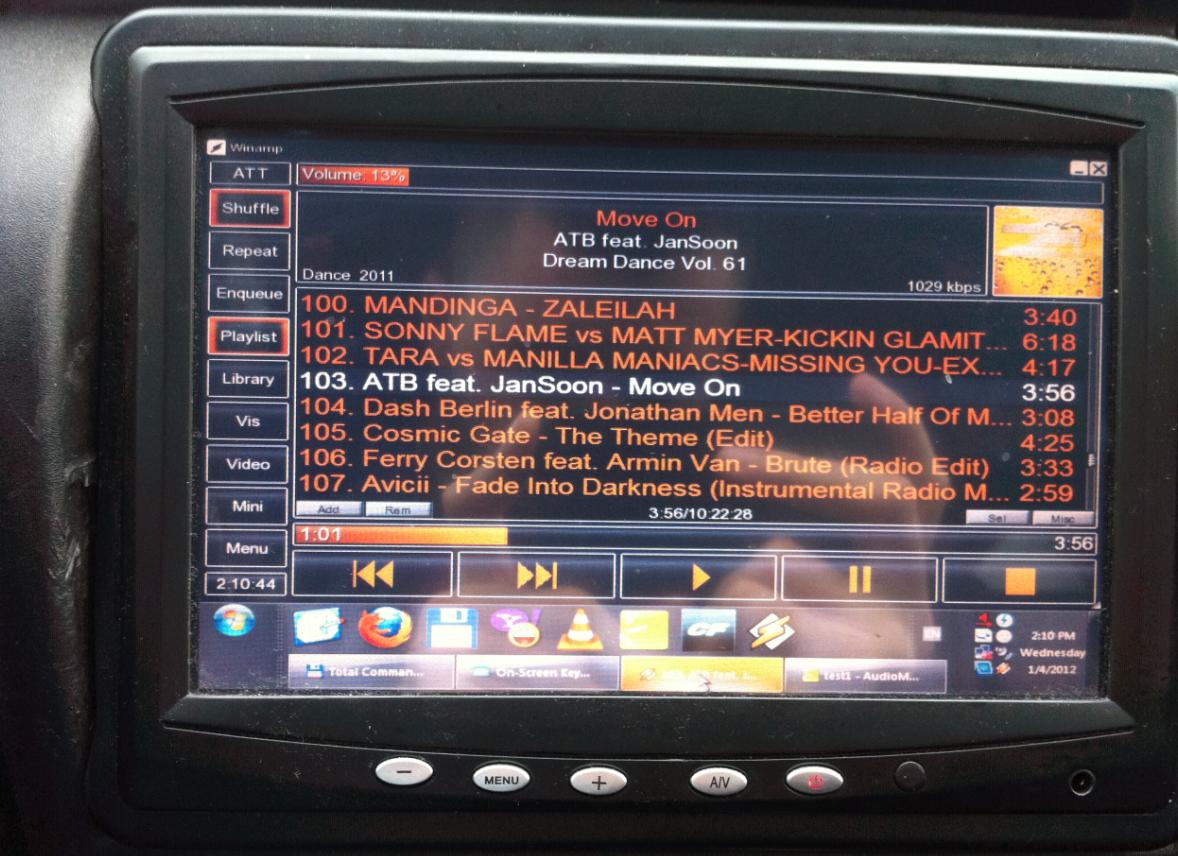 Winamp
ATT
Volume: 13%
Shuffle
Move On
ATB feat. JanSoon
Dream Dance Vol. 61
Dance 2011
1029 kbps
Repeat
Enqueue
Playlist
Library
Vis
Video
Mini
Menu
2:10:44
100. MANDINGA - ZALEILAH 3:40
101. SONNY FLAME vs MATT MYER-KICKIN GLAMIT... 6:18
102. TARA vs MANILLA MANIACS-MISSING YOU-EX... 4:17
103. ATB feat. JanSoon - Move On 3:56
104. Dash Berlin feat. Jonathan Men - Better Half Of M... 3:08
105. Cosmic Gate - The Theme (Edit) 4:25
106. Ferry Corsten feat. Armin Van - Brute (Radio Edit) 3:33
107. Avicii - Fade Into Darkness (Instrumental Radio M... 2:59
Add Rem 3:56/10:22:28 Sel Misc
1:01 3:56
CF
EN
2:10 PM
Wednesday
1/4/2012
Total Comman... On-Screen Key... test1 - AudioM...
MENU A/V